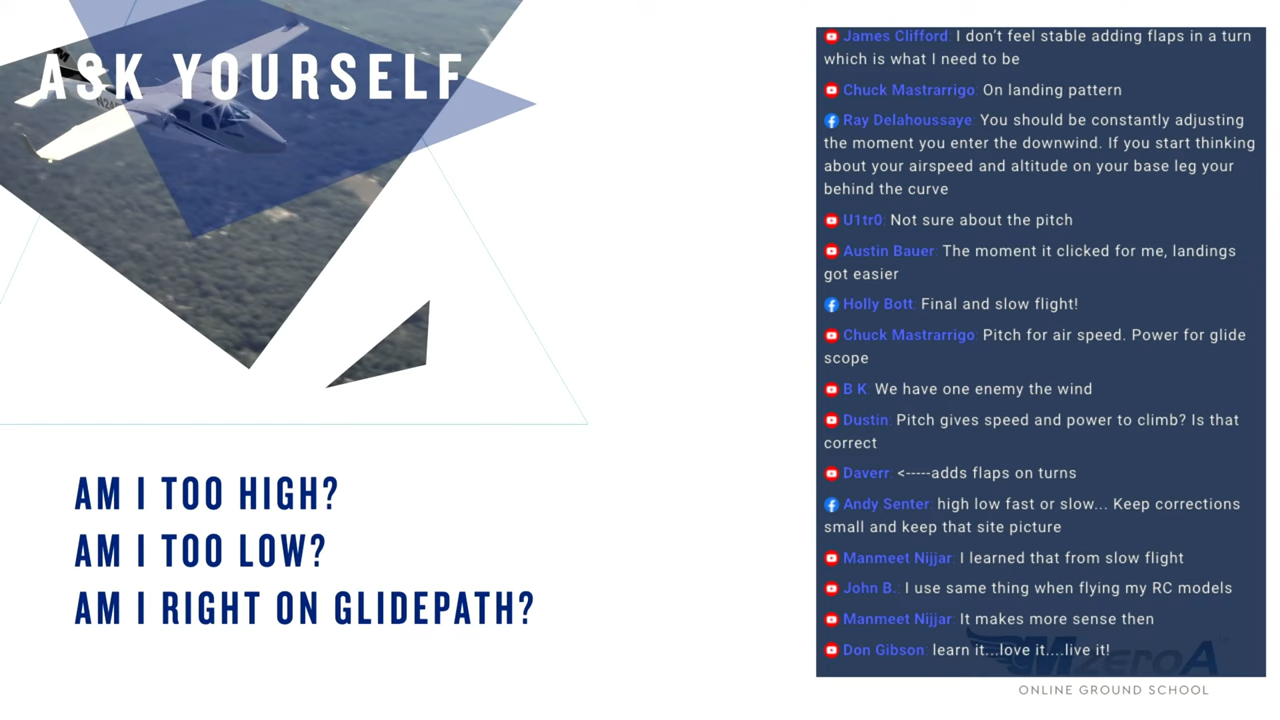 ASK YOURSELF
AM I TOO HIGH?
AM I TOO LOW?
AM I RIGHT ON GLIDEPATH?
James Clifford: I don't feel stable adding flaps in a turn
which is what I need to be
Chuck Mastrarrigo: On landing pattern
Ray Delahoussaye: You should be constantly adjusting
the moment you enter the downwind. If you start thinking
about your airspeed and altitude on your base leg your
behind the curve
U1tr0: Not sure about the pitch
Austin Bauer: The moment it clicked for me, landings
got easier
Holly Bott: Final and slow flight!
Chuck Mastrarrigo: Pitch for air speed. Power for glide
scope
B K: We have one enemy the wind
Dustin: Pitch gives speed and power to climb? Is that
correct
Daverr: <-----adds flaps on turns
Andy Senter: high low fast or slow... Keep corrections
small and keep that site picture
Manmeet Nijjar: I learned that from slow flight
John B.: I use same thing when flying my RC models
Manmeet Nijjar: It makes more sense then
Don Gibson: learn it...love it....live it!
MzeroA
ONLINE GROUND SCHOOL